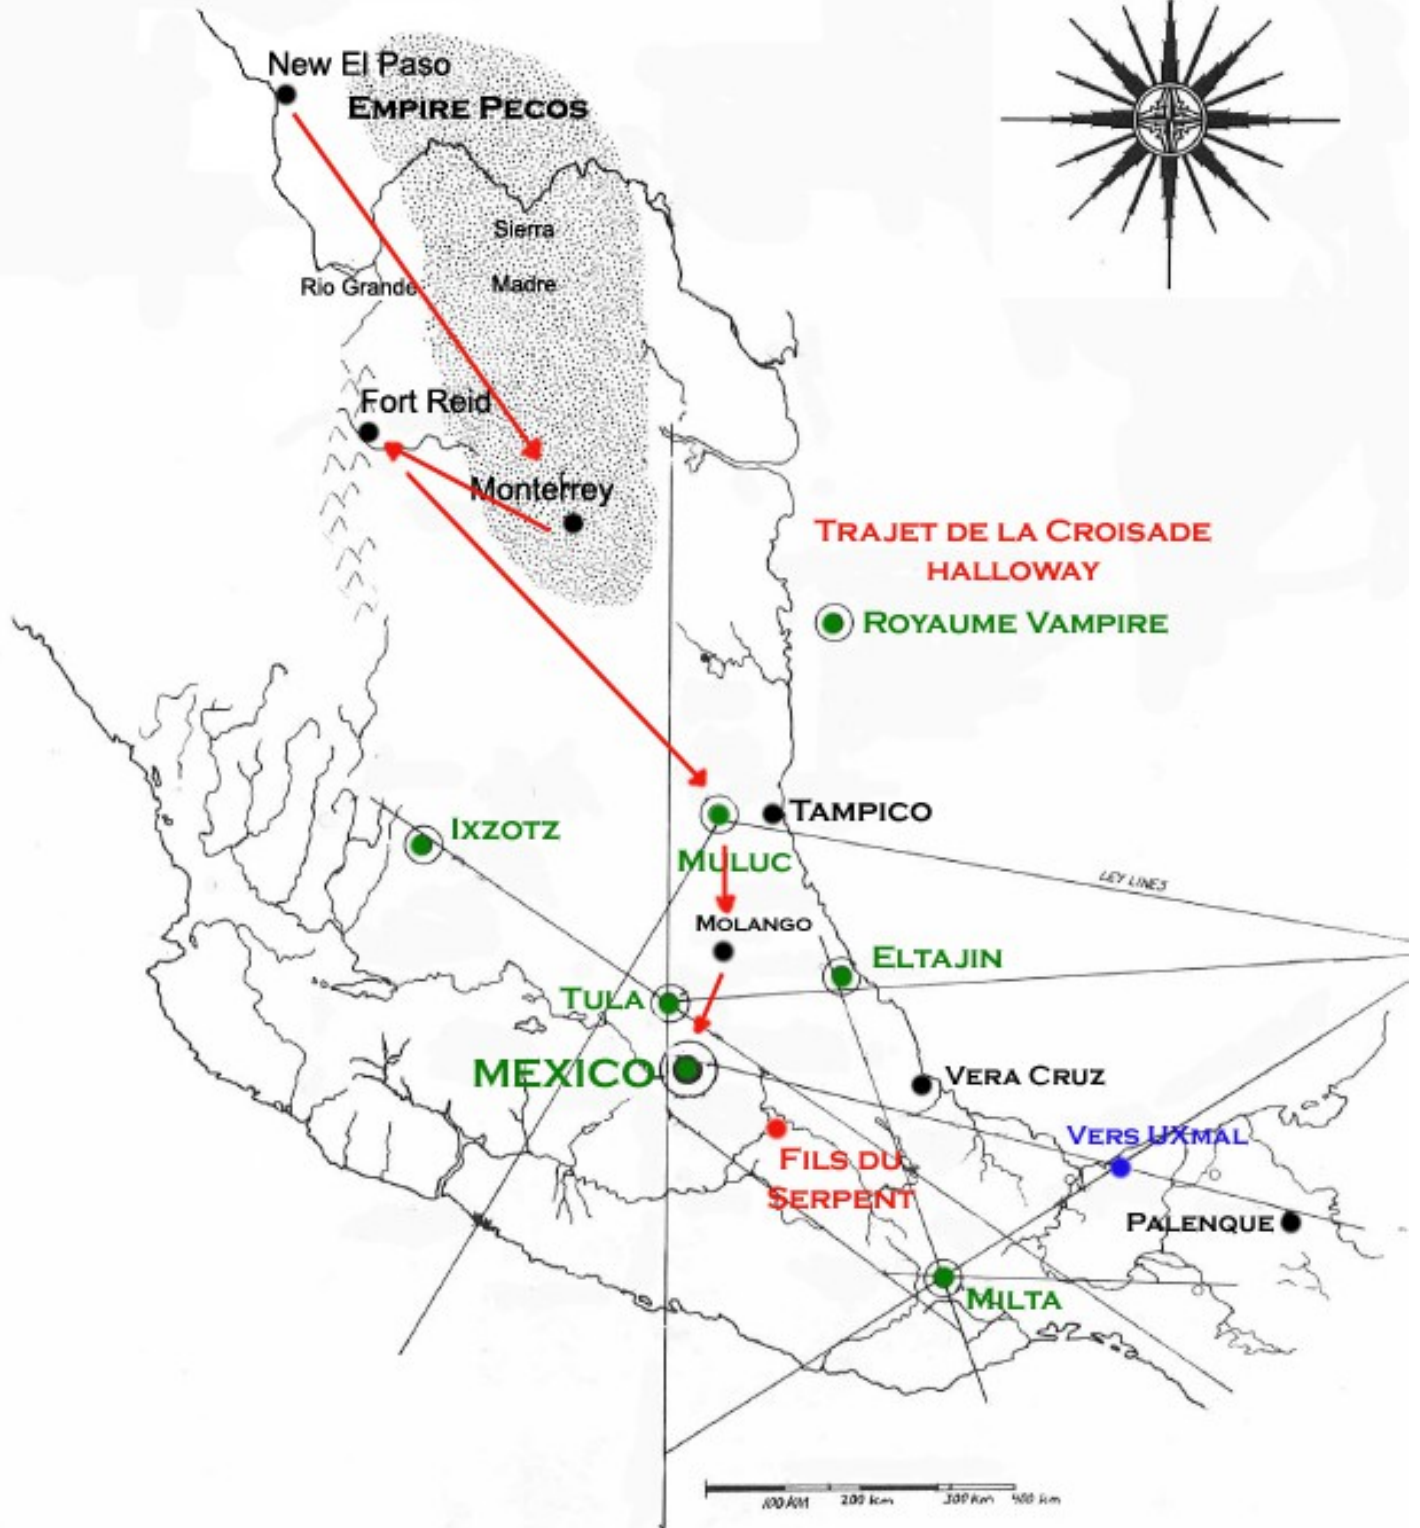 New El Paso
EMPIRE PECOS
Sierra
Madre
Rio Grande
Fort Reid
Monterrey
TRAJET DE LA CROISADE
HALLOWAY
ROYAUME VAMPIRE
TAMPICO
IXZOTZ
MULUC
LEY LINES
MOLANGO
ELTAJIN
TULA
MEXICO
VERA CRUZ
VERS UXMAL
FILS DU
SERPENT
PALENQUE
MILTA
100 KM 200 km 300 km 400 km